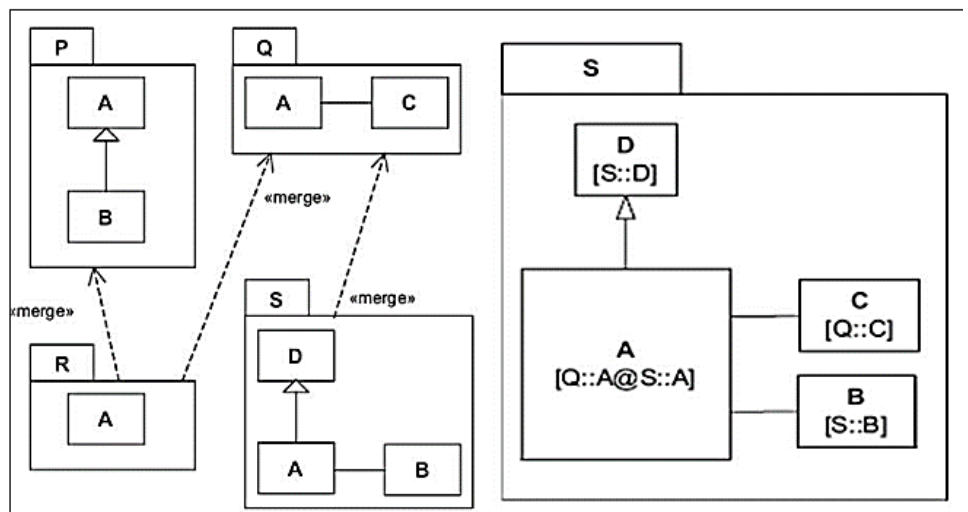 P
A
B
«merge»
R
A
Q
A
C
«merge»
«merge»
S
D
A
B
S
D
[S::D]
A
[Q::A@S::A]
C
[Q::C]
B
[S::B]